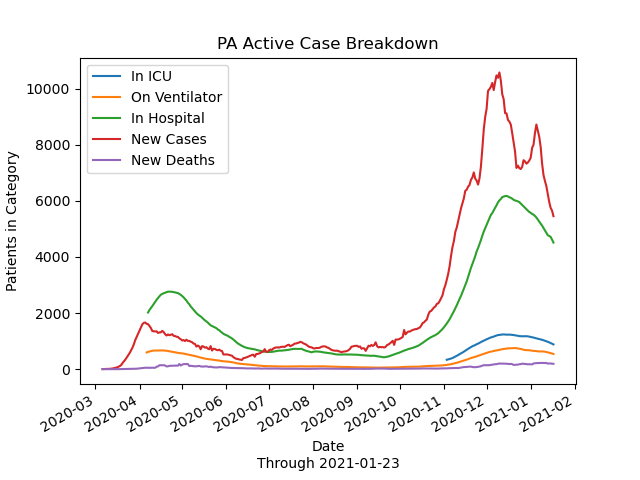 PA Active Case Breakdown
In ICU
On Ventilator
In Hospital
New Cases
New Deaths
Patients in Category
10000
8000
6000
4000
2000
0
2020-03
2020-04
2020-05
2020-06
2020-07
2020-08
2020-09
2020-10
2020-11
2020-12
2021-01
2021-02
Date
Through 2021-01-23